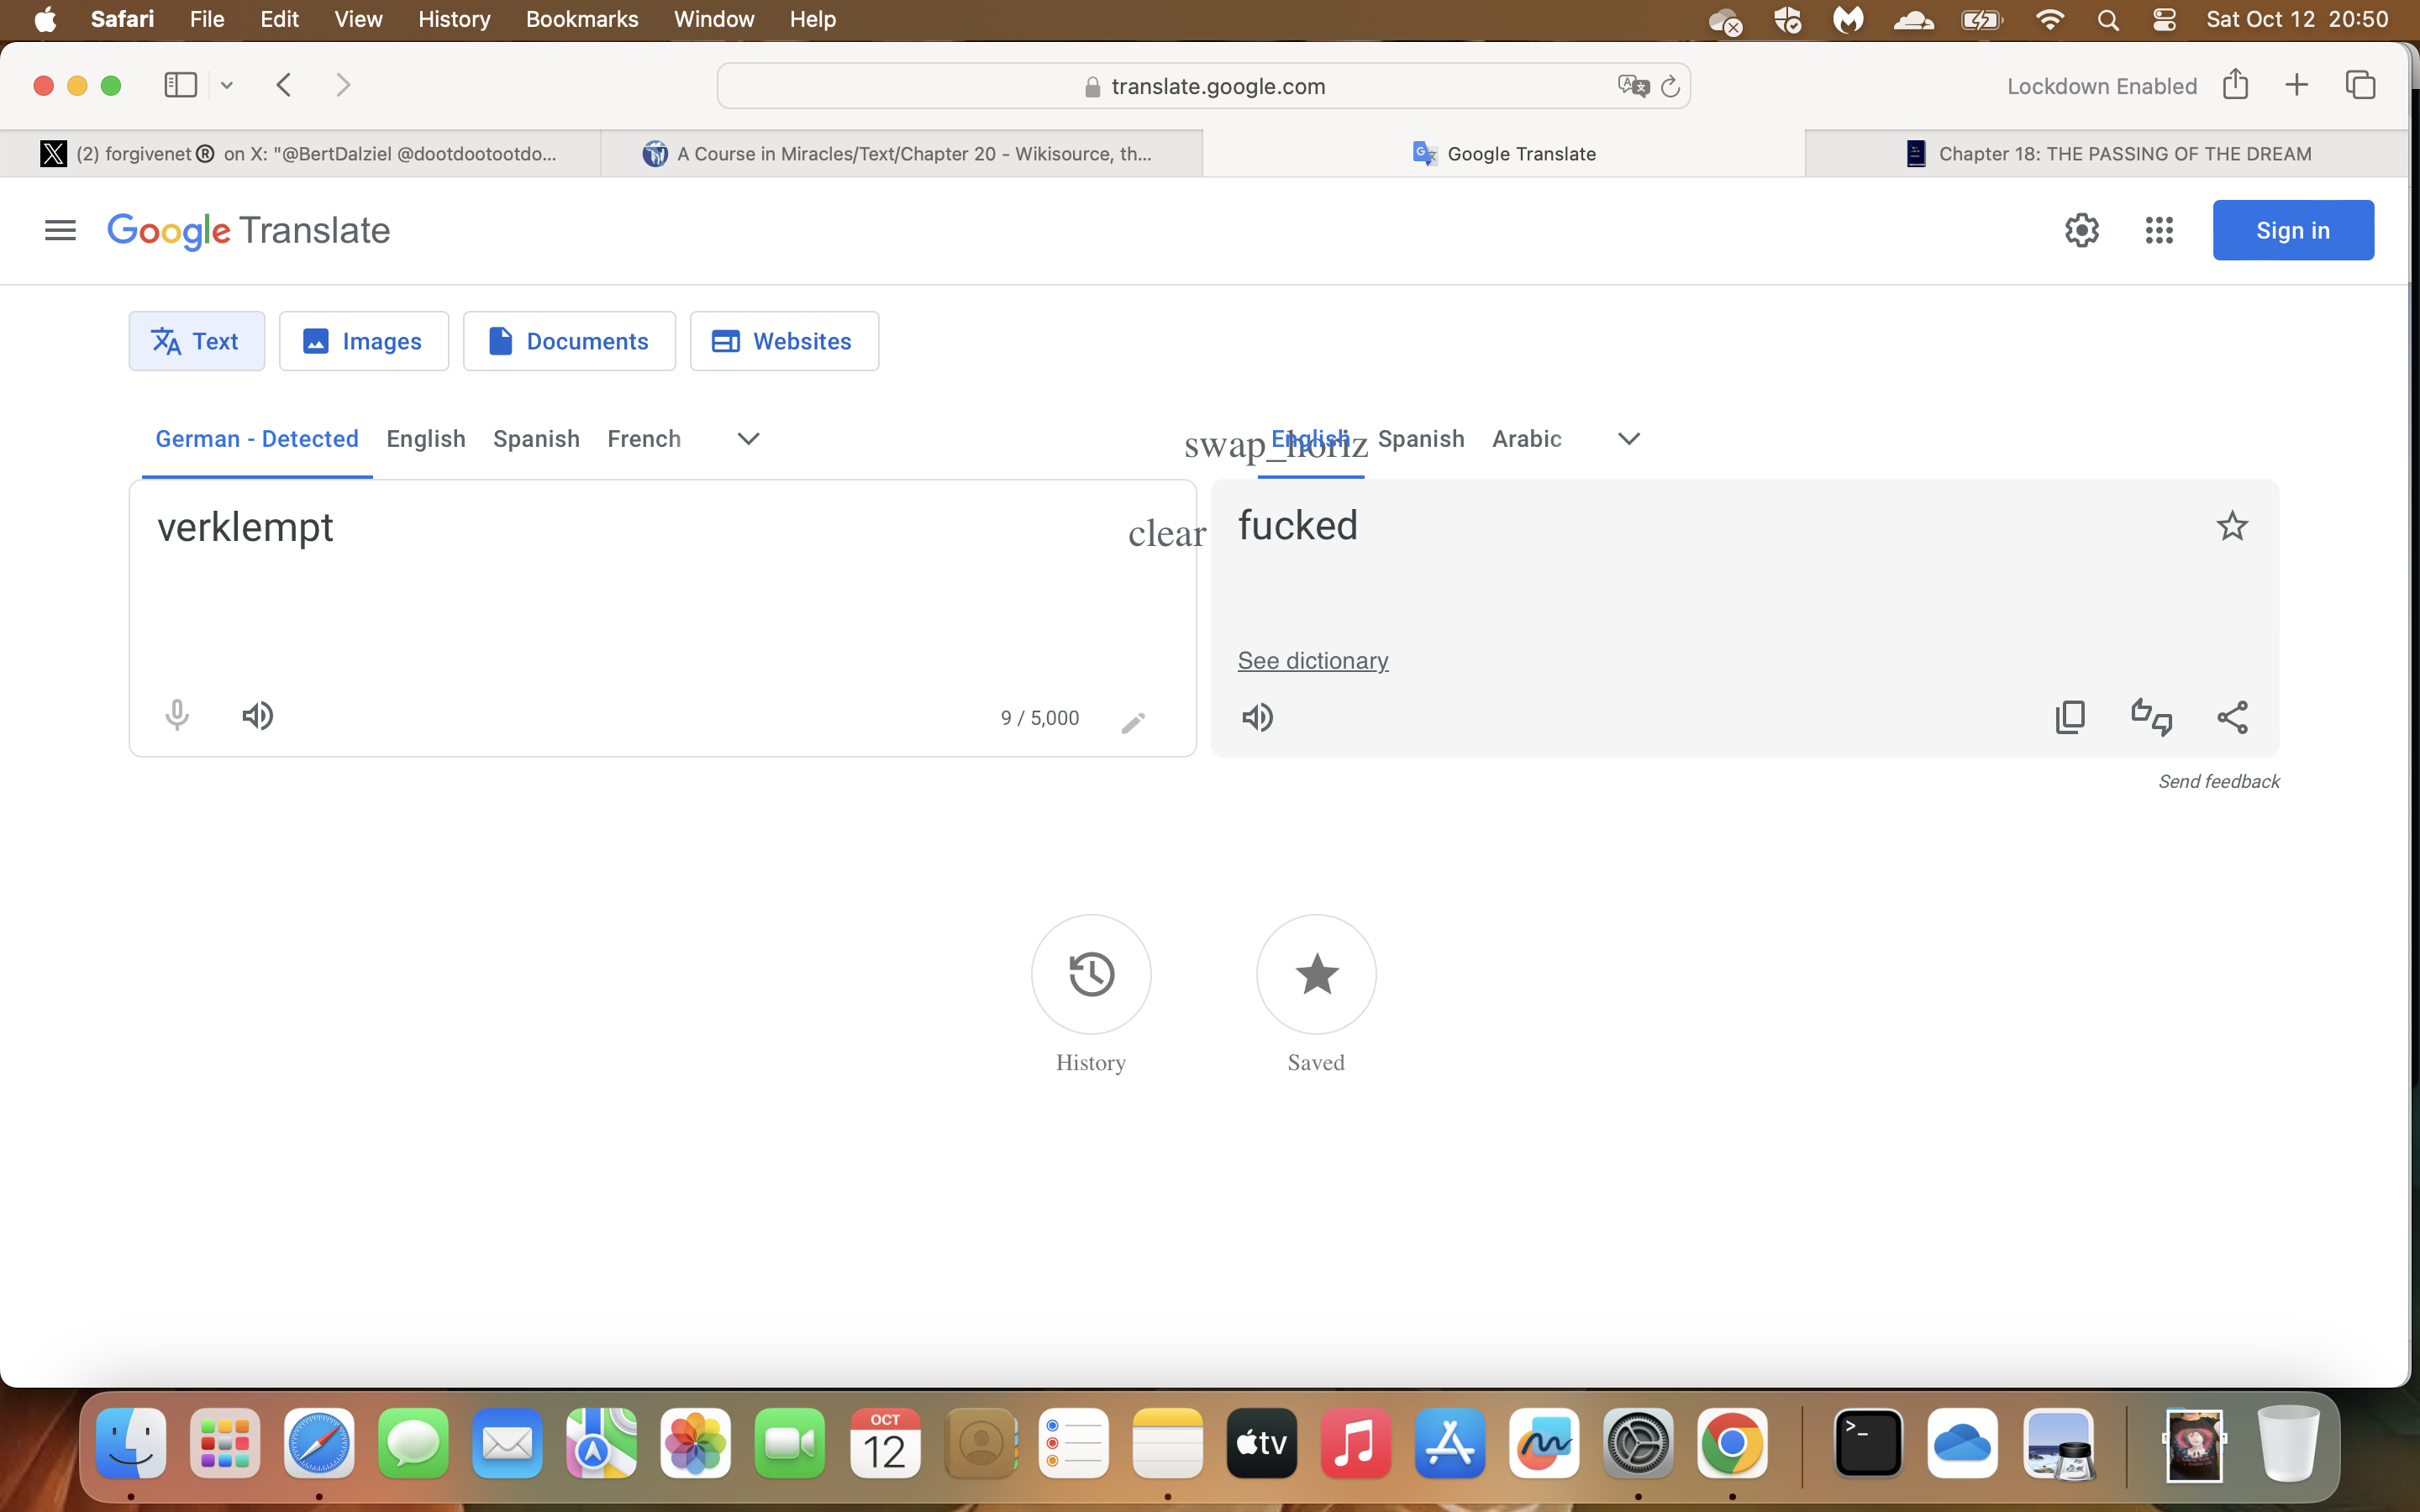 Safari File Edit View History Bookmarks Window Help Sat Oct 12 20:50
translate.google.com Lockdown Enabled
(2) forgivenet® on X: "@BertDalziel @dootdootootdo... A Course in Miracles/Text/Chapter 20 - Wikisource, th... Google Translate Chapter 18: THE PASSING OF THE DREAM
Google Translate Sign in
Text Images Documents Websites
German - Detected English Spanish French swap_horiz English Spanish Arabic
verklempt clear fucked
See dictionary
9 / 5,000
Send feedback
History Saved
OCT
12
tv